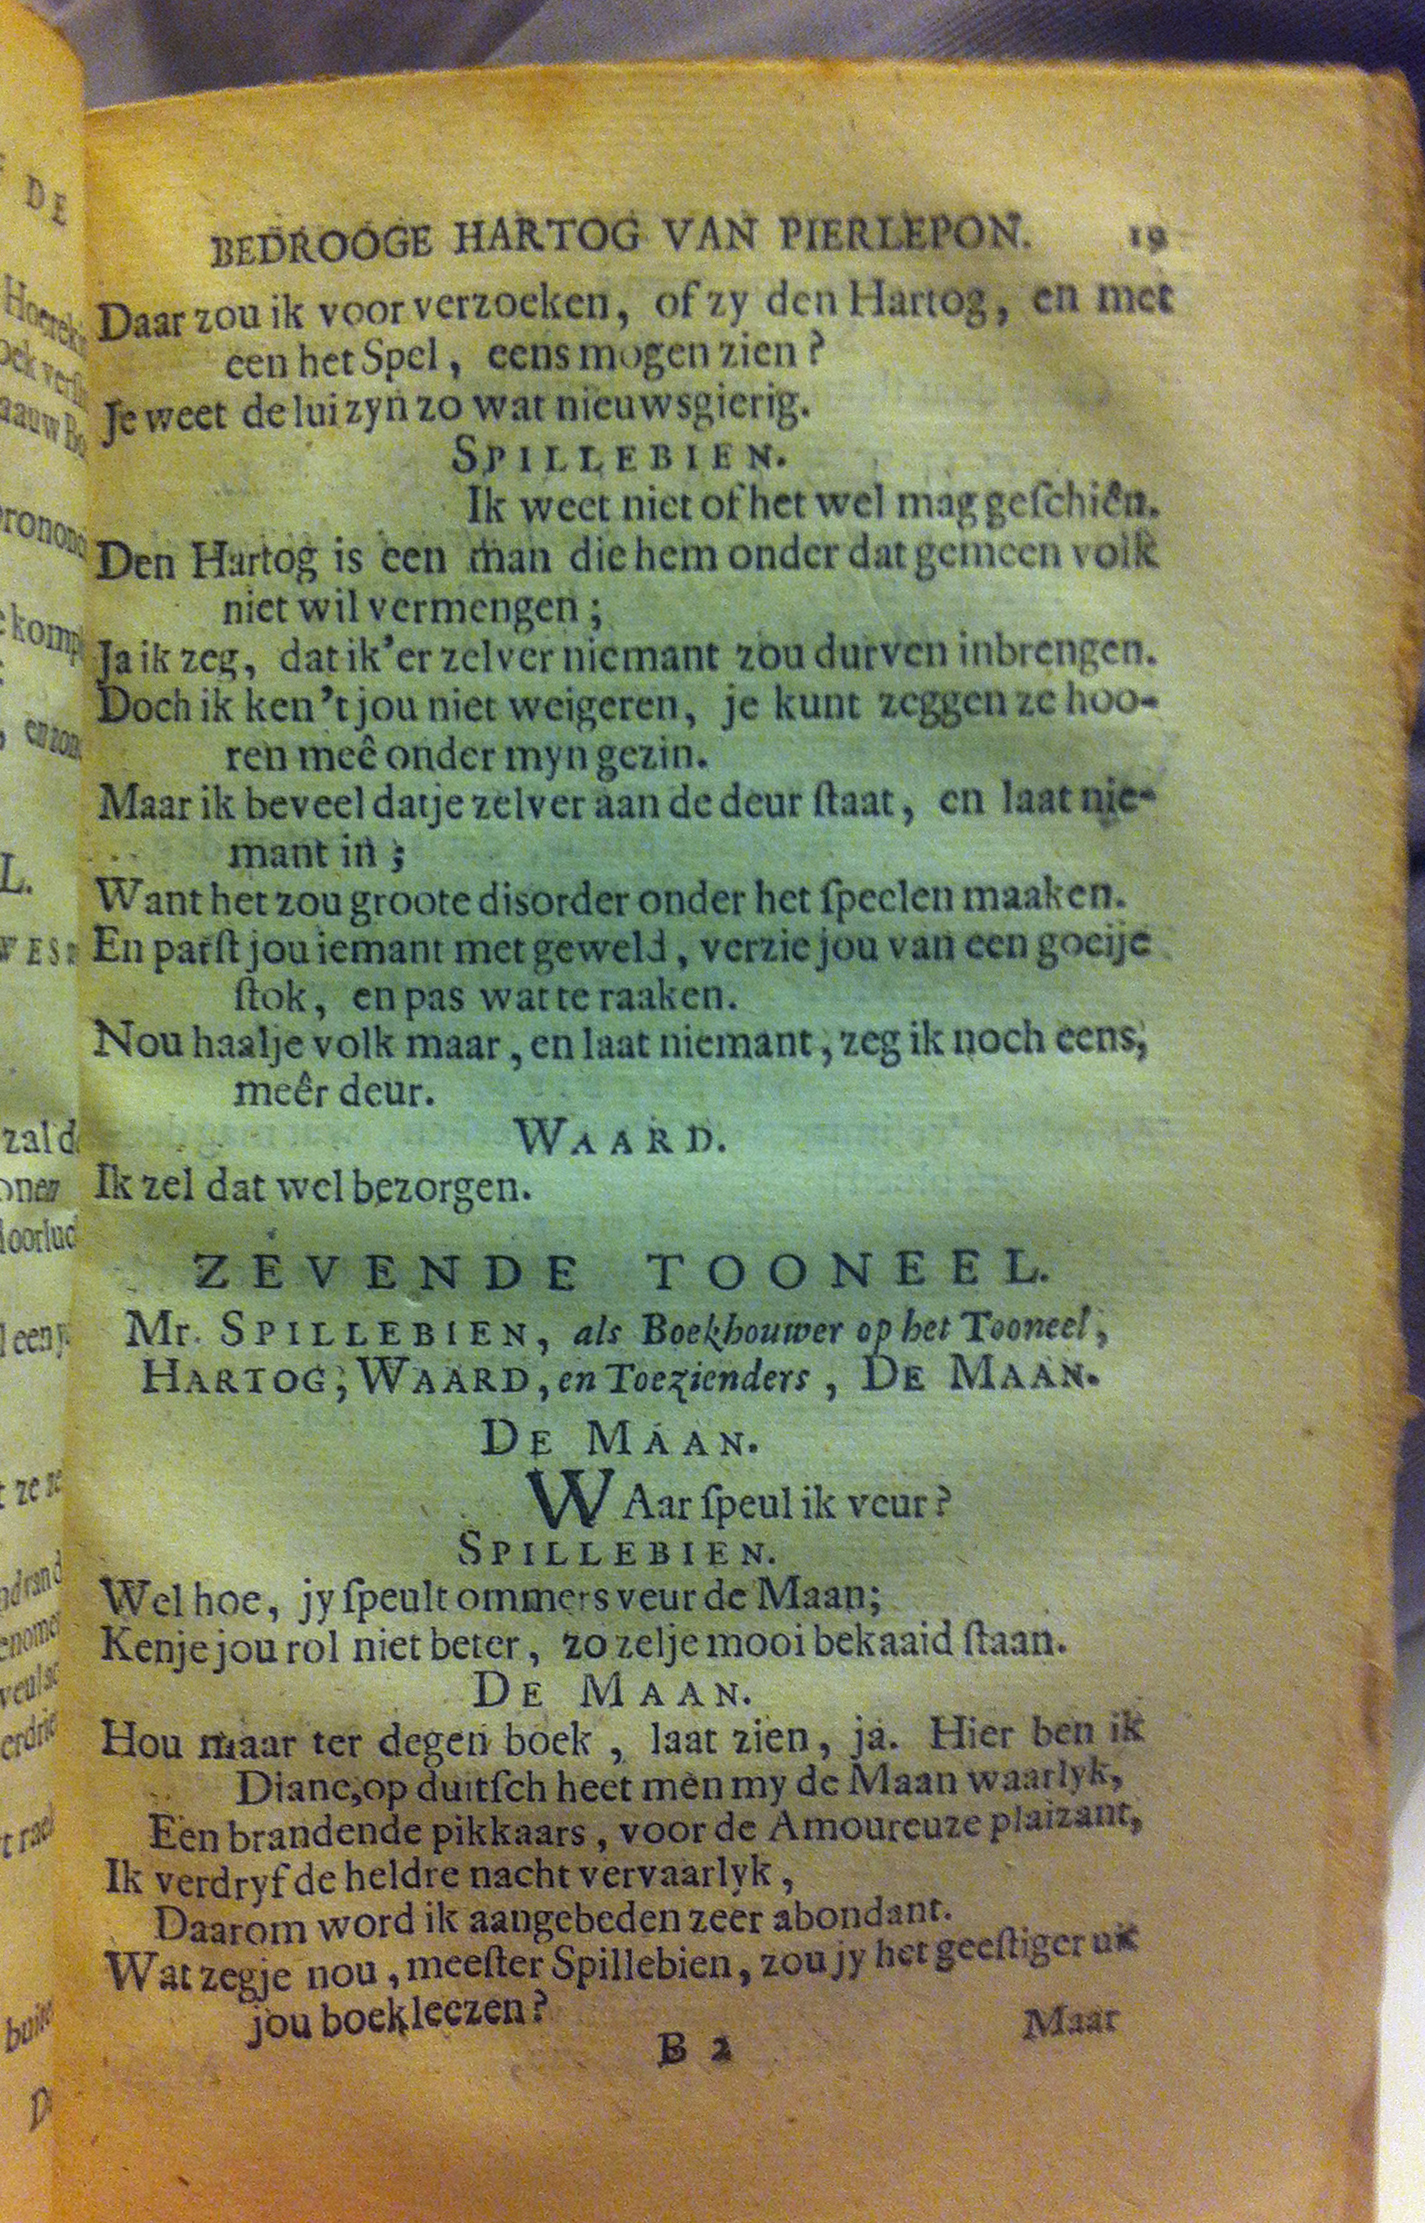 BEDROOGE HARTOG VAN PIERLEPON. 19
Daar zou ik voor verzoeken, of zy den Hartog, en met
een het Spel, eens mogen zien?
Je weet de lui zyn zo wat nieuwsgierig.
SPILLEBIEN.
Ik weet niet of het wel mag geſchiên.
Den Hartog is een man die hem onder dat gemeen volk
niet wil vermengen;
Ja ik zeg, dat ik'er zelver niemant zou durven inbrengen.
Doch ik ken't jou niet weigeren, je kunt zeggen ze hoo-
ren meê onder myn gezin.
Maar ik beveel datje zelver aan de deur ſtaat, en laat nie-
mant in;
Want het zou groote disorder onder het ſpeelen maaken.
En parſt jou iemant met geweld, verzie jou van een goeije
ſtok, en pas wat te raaken.
Nou haalje volk maar, en laat niemant, zeg ik noch eens,
meêr deur.
WAARD.
Ik zel dat wel bezorgen.
ZEVENDE TOONEEL.
Mr. SPILLEBIEN, als Boekhouwer op het Tooneel,
HARTOG, WAARD, en Toezienders, DE MAAN.
DE MAAN.
WAar ſpeul ik veur?
SPILLEBIEN.
Wel hoe, jy ſpeult ommers veur de Maan;
Kenje jou rol niet beter, zo zelje mooi bekaaid ſtaan.
DE MAAN.
Hou maar ter degen boek, laat zien, ja. Hier ben ik
Diane, op duitſch heet men my de Maan waarlyk,
Een brandende pikkaars, voor de Amoureuze plaizant,
Ik verdryf de heldre nacht vervaarlyk,
Daarom word ik aangebeden zeer abondant.
Wat zegje nou, meeſter Spillebien, zou jy het geeſtiger uit
jou boek leezen?
B 2 Maar